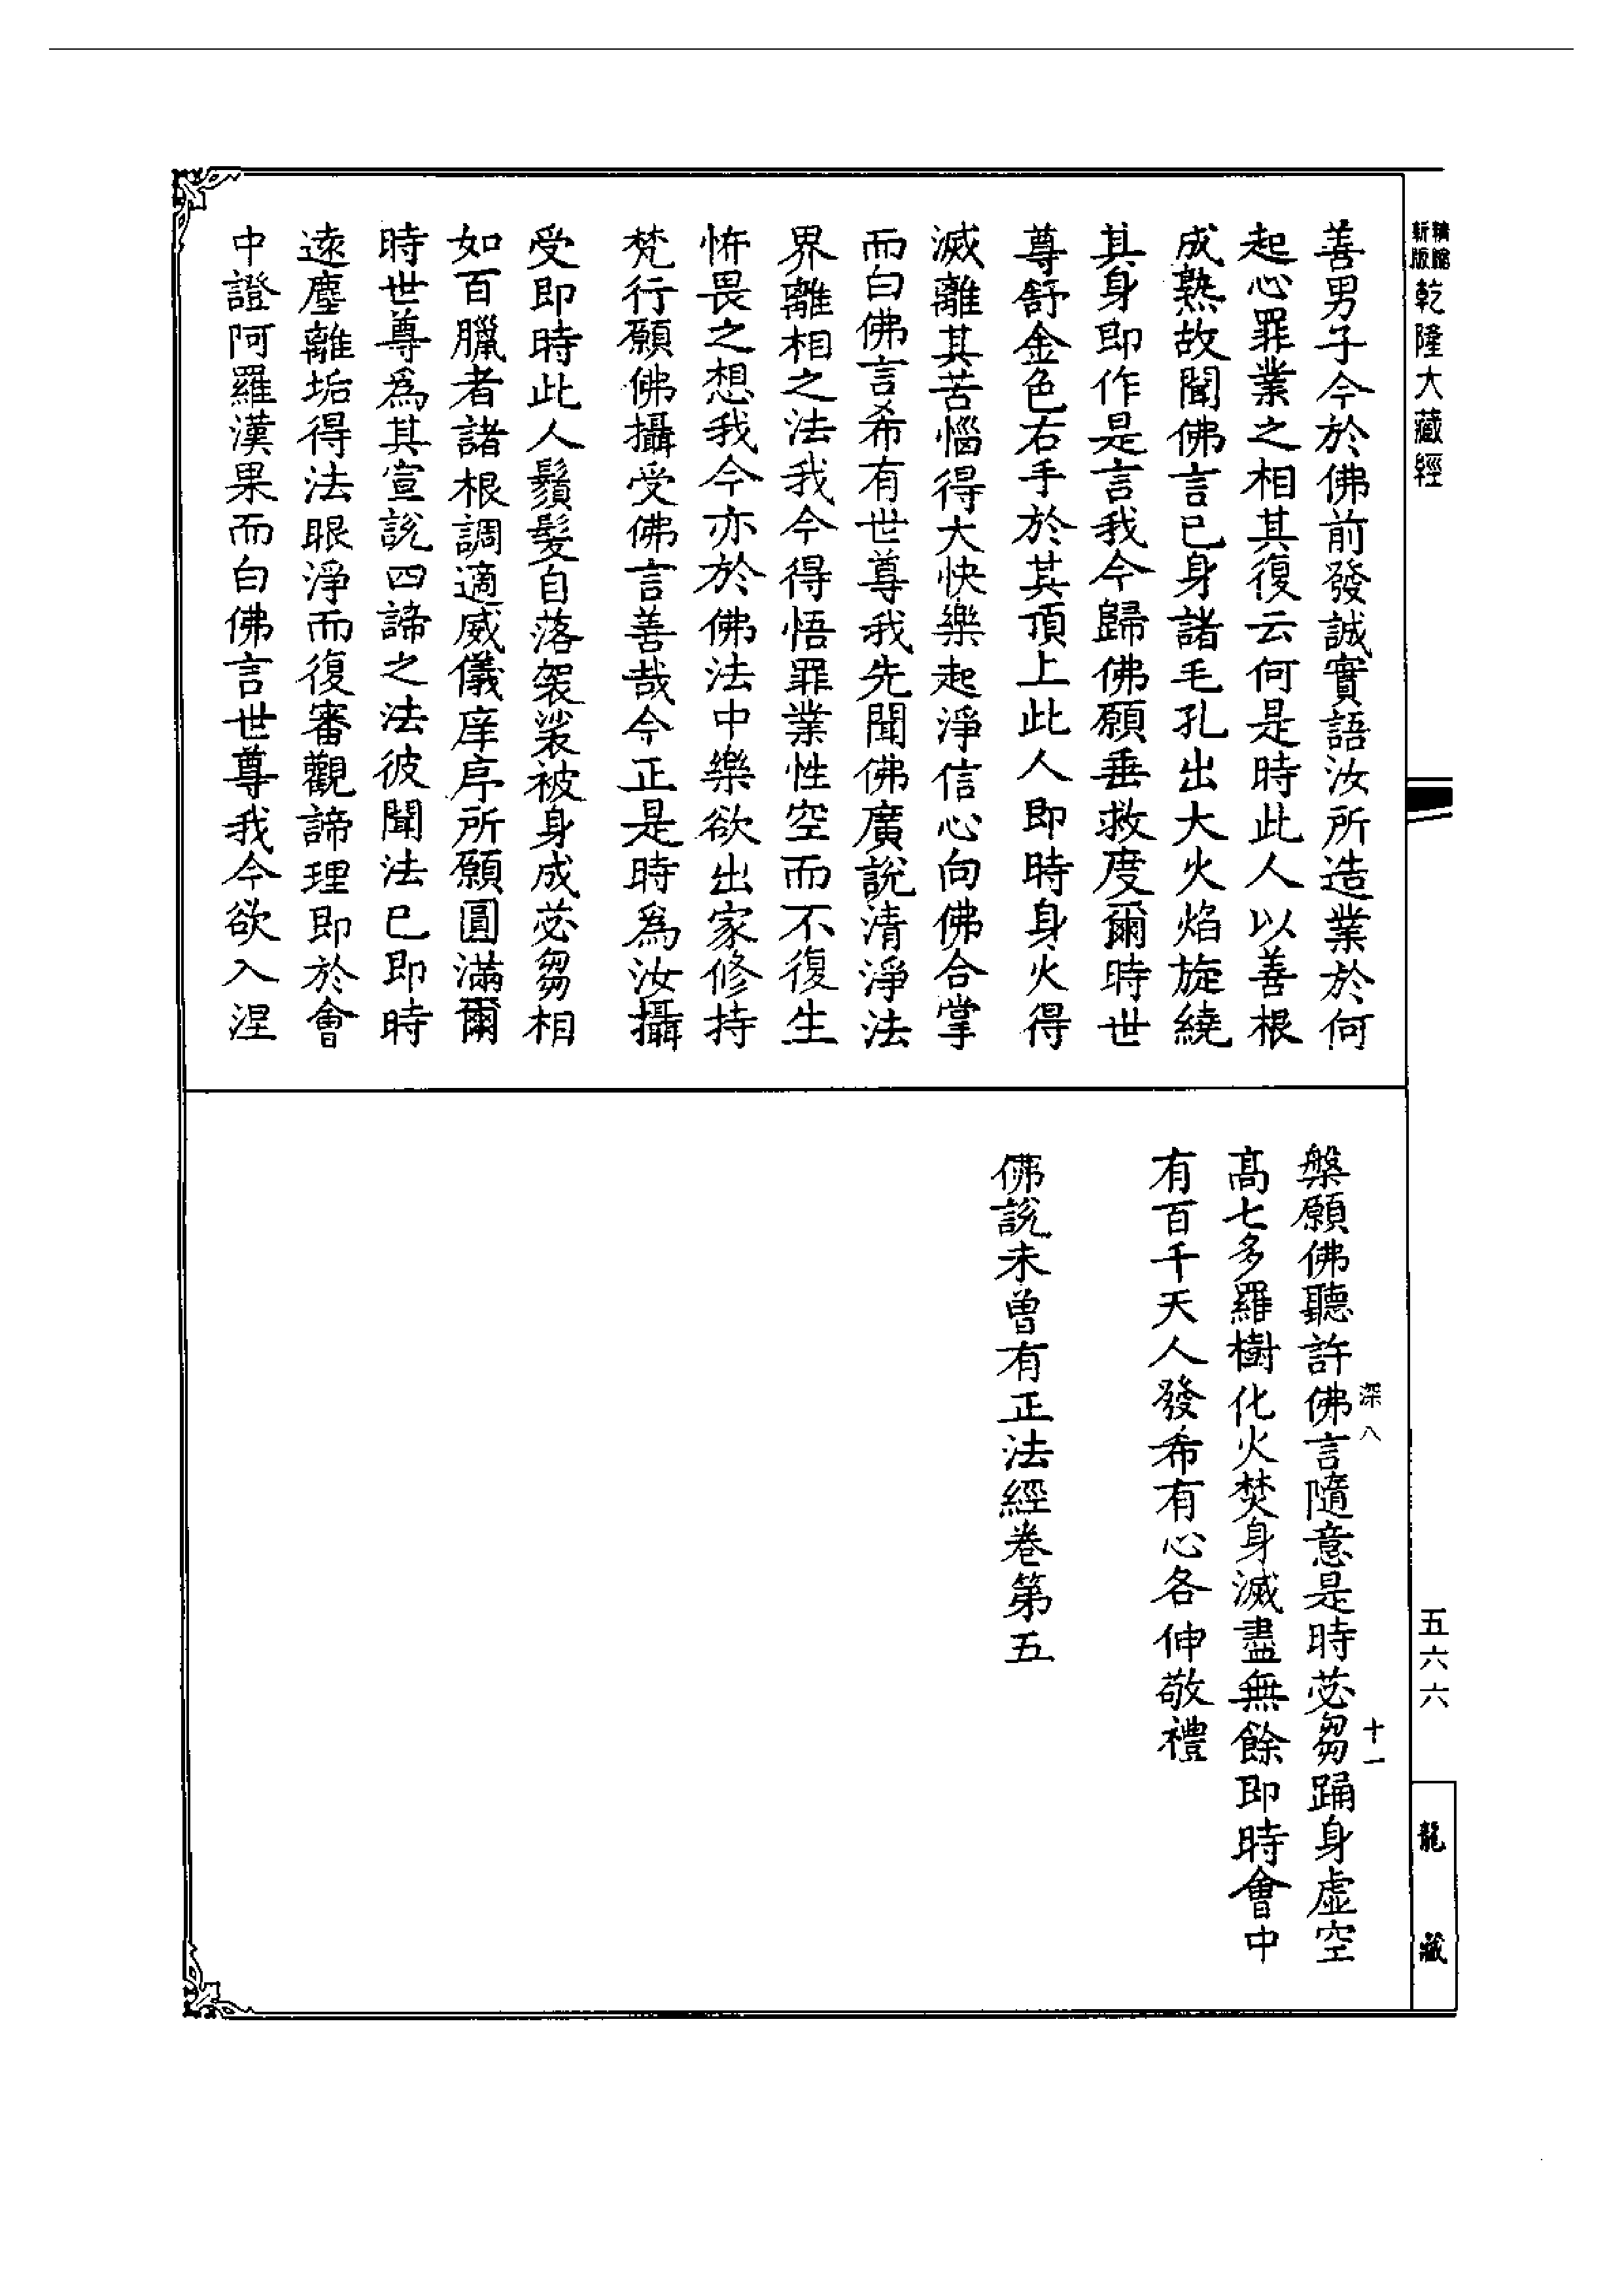 精縮
新版
乾隆大藏經
善男子今於佛前發誠實語汝所造業於何
起心罪業之相其復云何是時此人以善根
成熟故聞佛言已身諸毛孔出大火焰旋繞
其身即作是言我今歸佛願垂救度爾時世
尊舒金色右手於其頂上此人即時身火得
滅離其苦惱得大快樂起淨信心向佛合掌
而白佛言希有世尊我先聞佛廣說清淨法
界離相之法我今得悟罪業性空而不復生
怖畏之想我今亦於佛法中樂欲出家修持
梵行願佛攝受佛言善哉今正是時爲汝攝
受即時此人鬚髮自落袈裟被身成苾芻相
如百臘者諸根調適威儀庠序所願圓滿爾
時世尊爲其宣說四諦之法彼聞法已即時
遠塵離垢得法眼淨而復審觀諦理即於會
中證阿羅漢果而白佛言世尊我今欲入涅
槃願佛聽許佛言隨意是時苾芻踊身虛空
深八
十一
高七多羅樹化火焚身滅盡無餘即時會中
有百千天人發希有心各伸敬禮
佛說未曾有正法經卷第五
五六六
龍藏